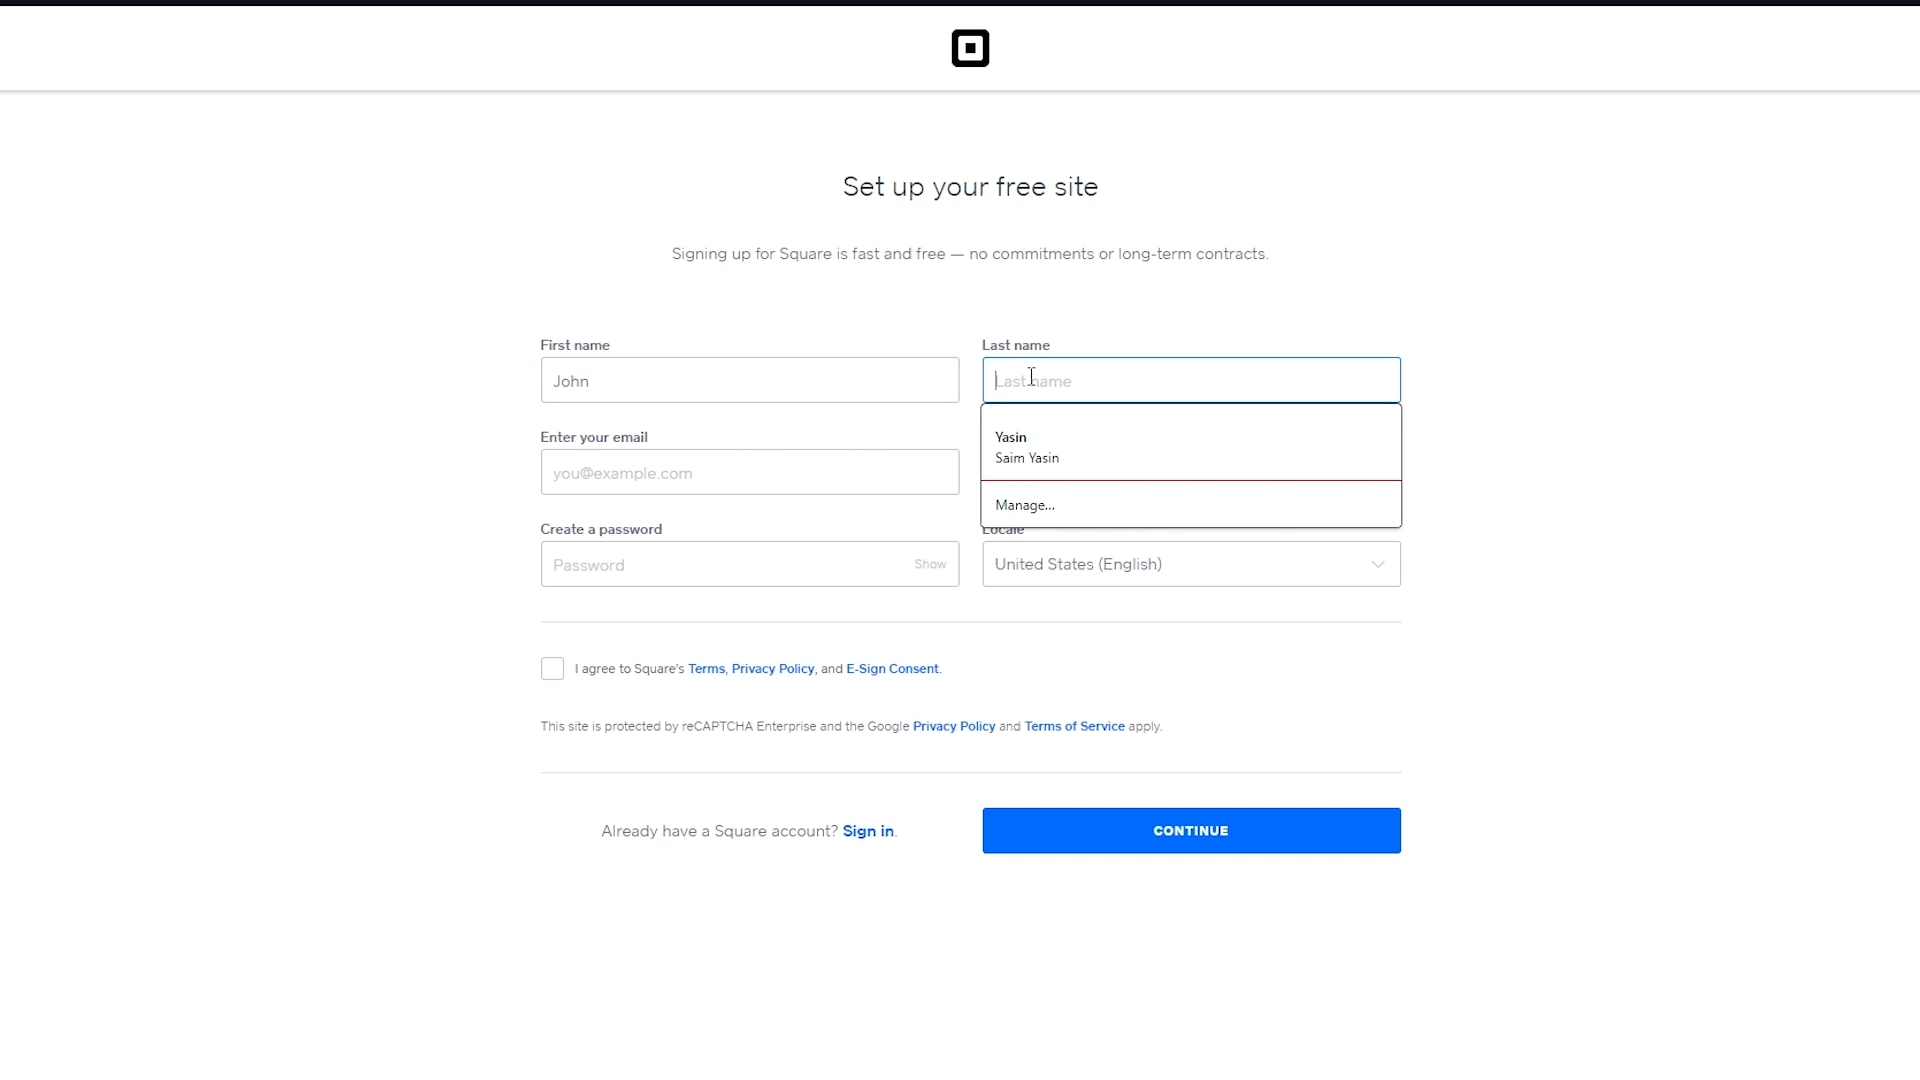 Set up your free site
Signing up for Square is fast and free — no commitments or long-term contracts.
First name
Last name
John
Last name
Yasin
Saim Yasin
Manage...
Enter your email
you@example.com
Create a password
Locale
Password
Show
United States (English)
I agree to Square's Terms, Privacy Policy, and E-Sign Consent.
This site is protected by reCAPTCHA Enterprise and the Google Privacy Policy and Terms of Service apply.
Already have a Square account? Sign in.
CONTINUE